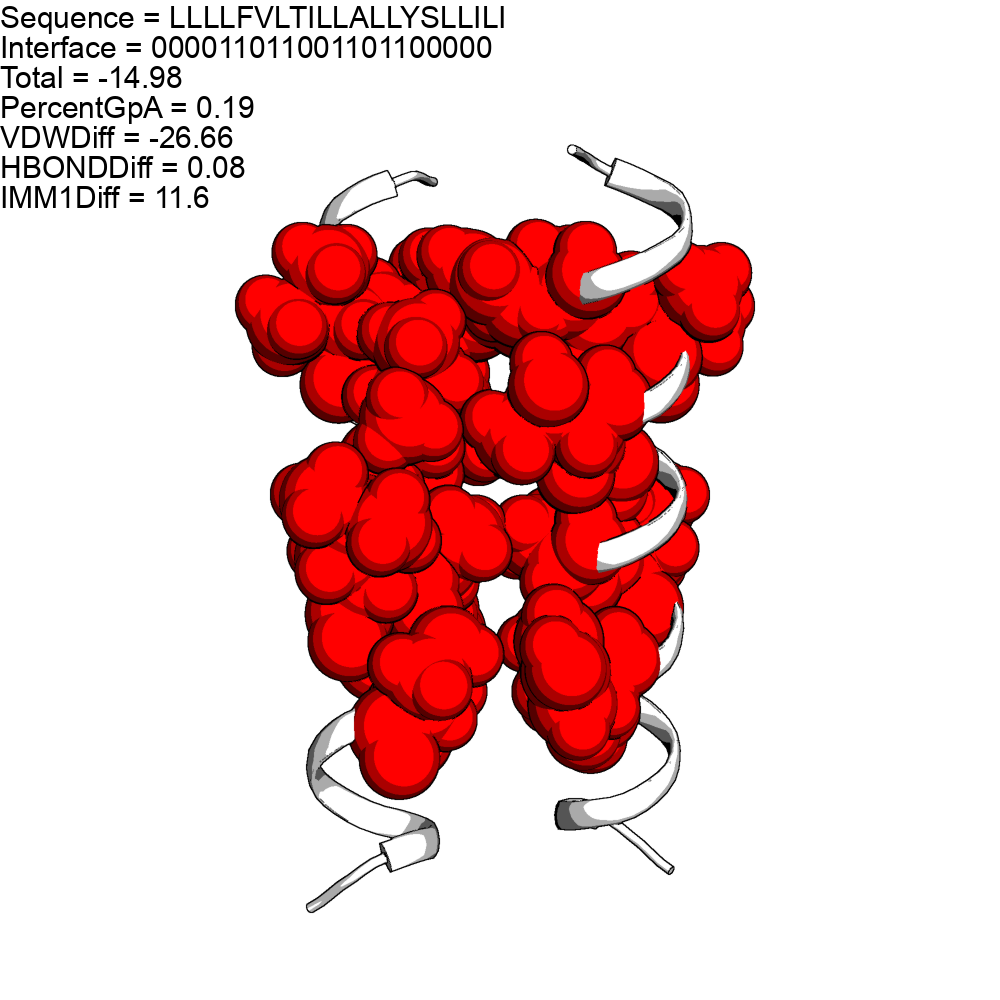 Sequence = LLLLFVLTILLALLYSLLILI
Interface = 000011011001101100000
Total = -14.98
PercentGpA = 0.19
VDWDiff = -26.66
HBONDDiff = 0.08
IMM1Diff = 11.6